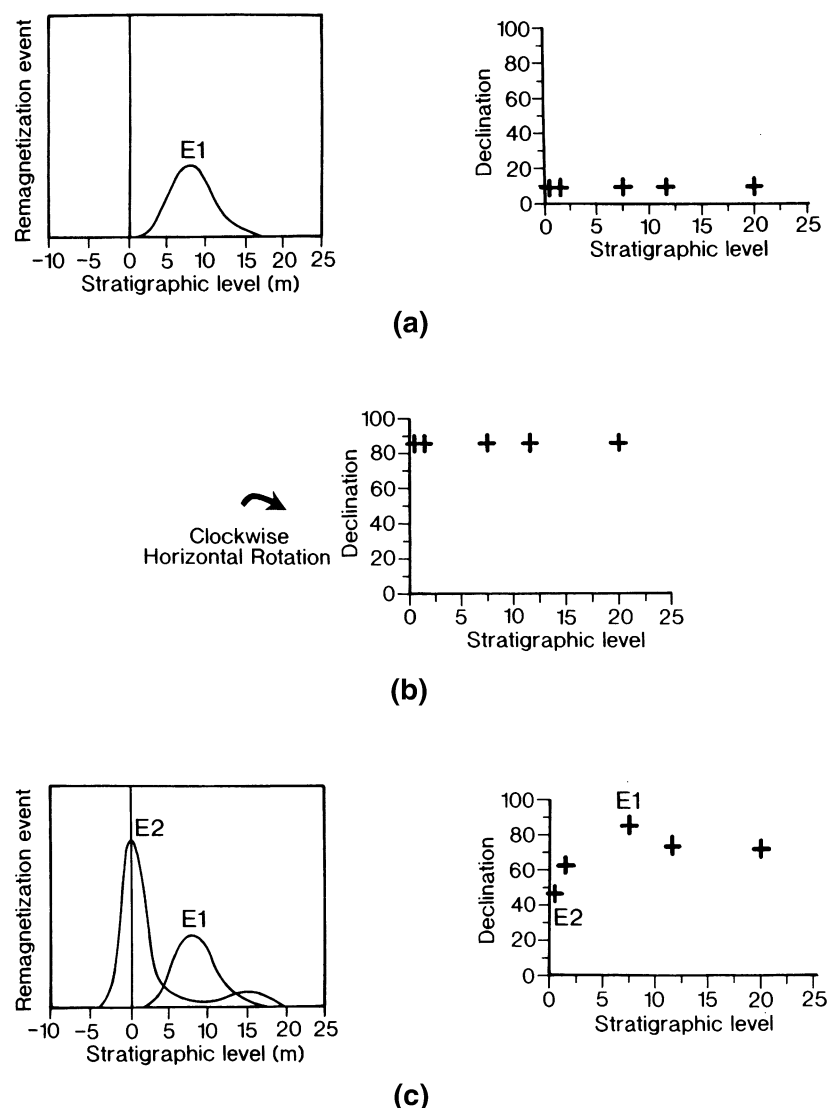 Remagnetization event
E1
-10 -5 0 5 10 15 20 25
Stratigraphic level (m)
Declination
100
80
60
40
20
0
0 5 10 15 20 25
Stratigraphic level
(a)
Clockwise
Horizontal Rotation
Declination
100
80
60
40
20
0
0 5 10 15 20 25
Stratigraphic level
(b)
Remagnetization event
E2
E1
-10 -5 0 5 10 15 20 25
Stratigraphic level (m)
Declination
100
80
60
40
20
0
E1
E2
0 5 10 15 20 25
Stratigraphic level
(c)